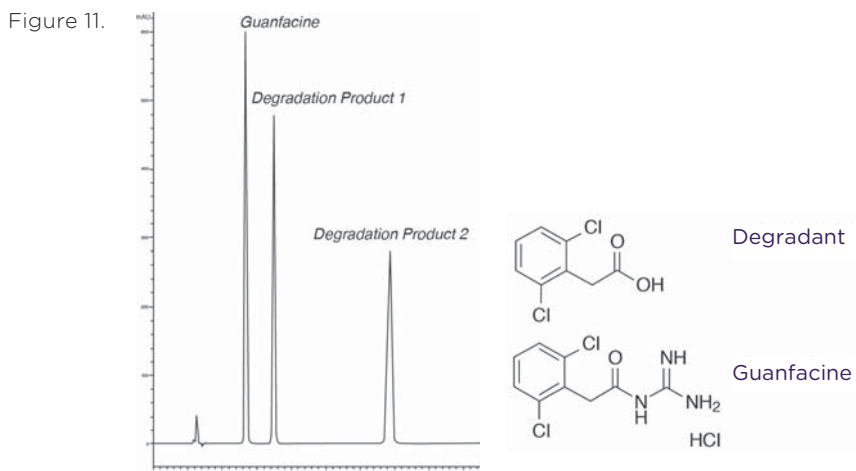 Figure 11.
mAU
Guanfacine
Degradation Product 1
Degradation Product 2
Cl
O
OH
Cl
Degradant
Cl
O
NH
N
H
NH2
Cl
HCl
Guanfacine